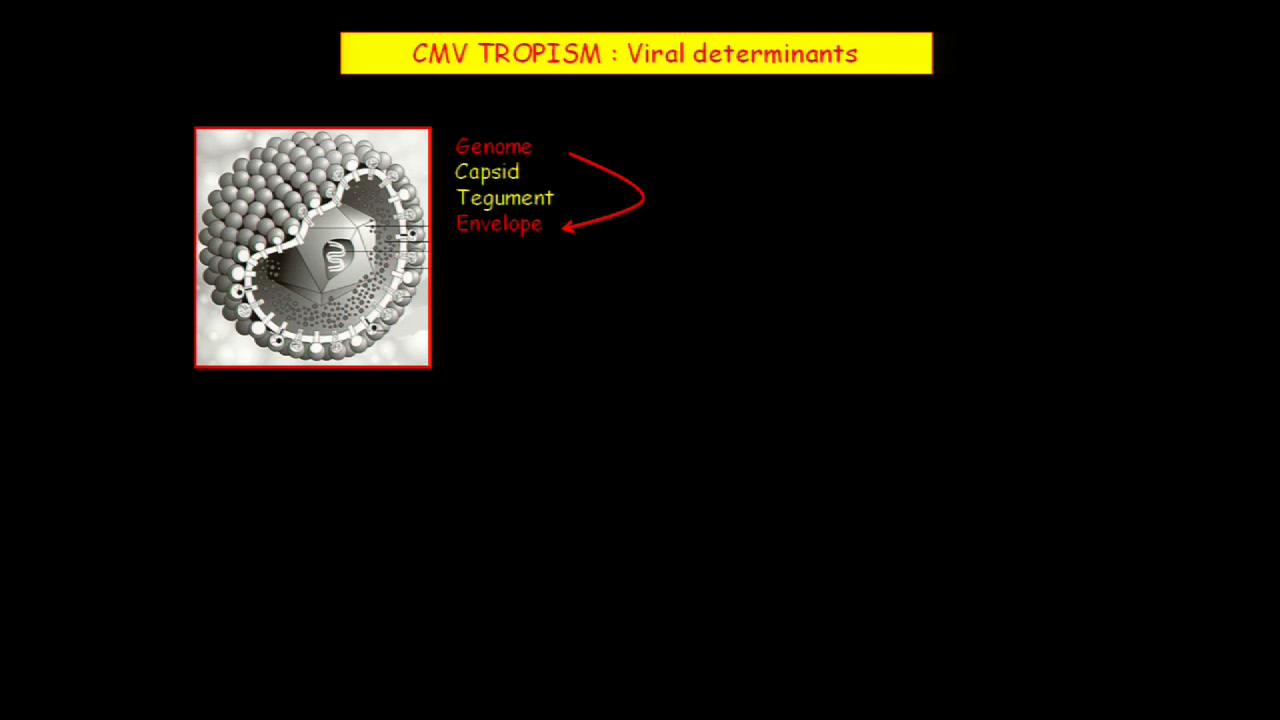 CMV TROPISM : Viral determinants
Genome
Capsid
Tegument
Envelope